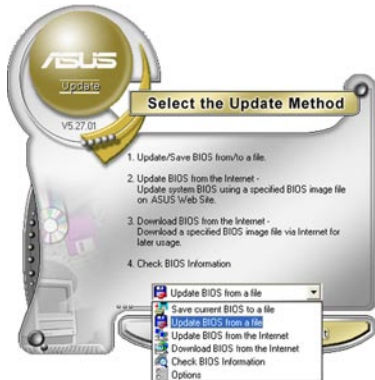 ASUS
Update
V5.27.01
Select the Update Method
1. Update/Save BIOS from/to a file.
2. Update BIOS from the Internet -
Update system BIOS using a specified BIOS image file
on ASUS Web Site.
3. Download BIOS from the Internet -
Download a specified BIOS image file via Internet for
later usage.
4. Check BIOS Information
Update BIOS from a file
Save current BIOS to a file
Update BIOS from a file
Update BIOS from the Internet
Download BIOS from the Internet
Check BIOS Information
Options